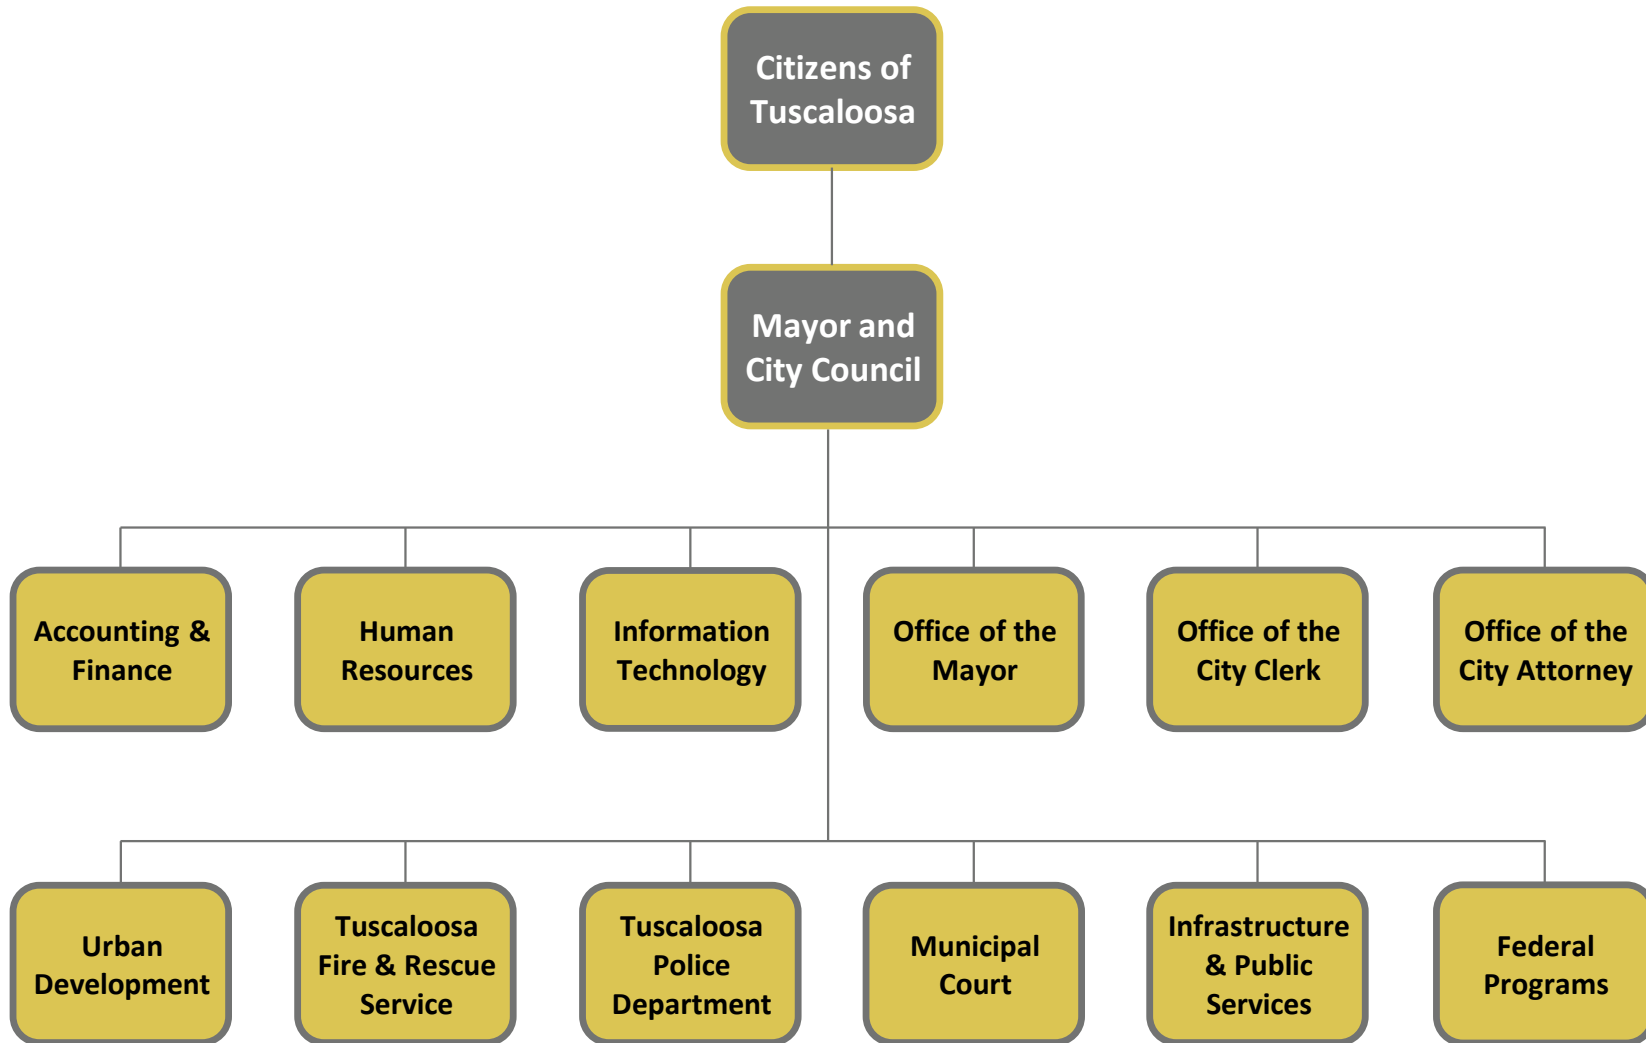 Citizens of
Tuscaloosa
Mayor and
City Council
Accounting &
Finance
Human
Resources
Information
Technology
Office of the
Mayor
Office of the
City Clerk
Office of the
City Attorney
Urban
Development
Tuscaloosa
Fire & Rescue
Service
Tuscaloosa
Police
Department
Municipal
Court
Infrastructure
& Public
Services
Federal
Programs